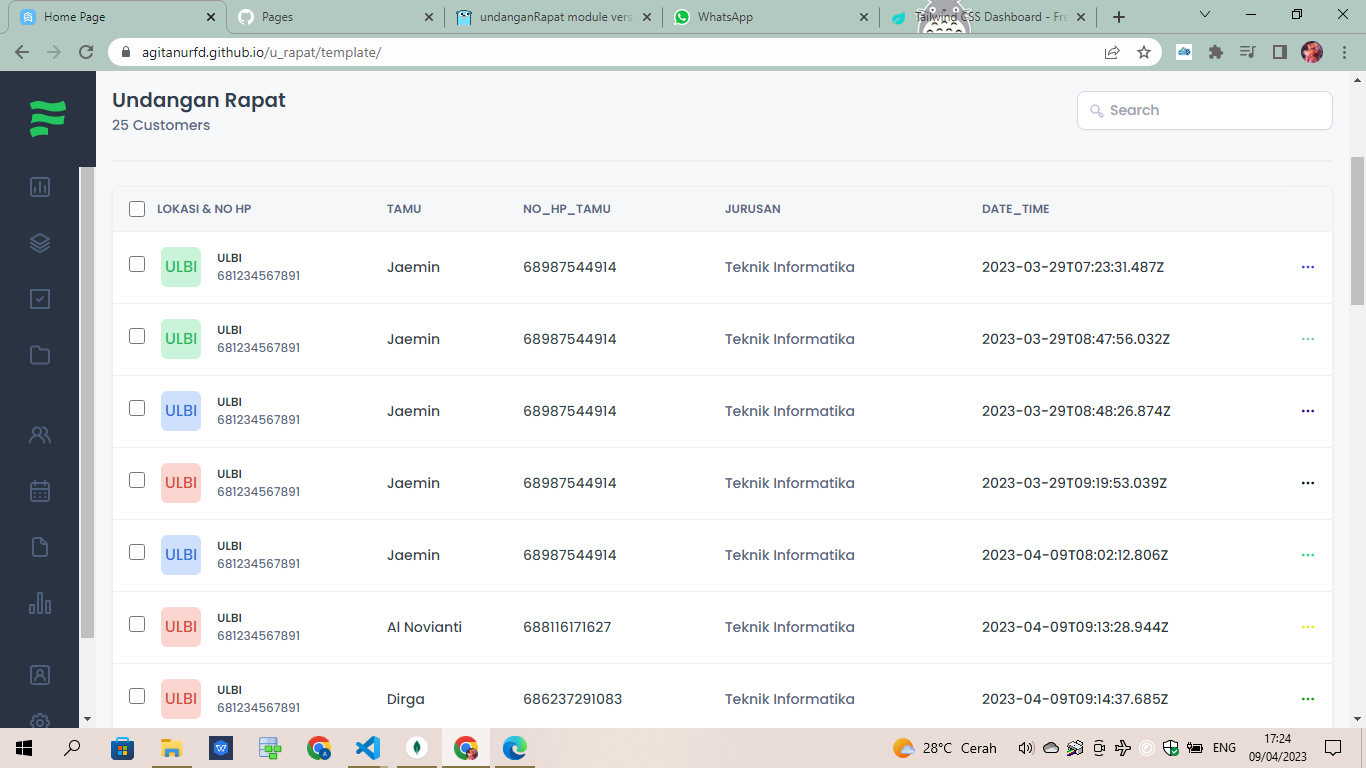 Home Page
Pages
undanganRapat module vers
WhatsApp
Tailwind CSS Dashboard - Fre
agitanurfd.github.io/u_rapat/template/
Undangan Rapat
25 Customers
Search
LOKASI & NO HP TAMU NO_HP_TAMU JURUSAN DATE_TIME
ULBI
ULBI
681234567891
Jaemin 68987544914 Teknik Informatika 2023-03-29T07:23:31.487Z ...
ULBI
ULBI
681234567891
Jaemin 68987544914 Teknik Informatika 2023-03-29T08:47:56.032Z ...
ULBI
ULBI
681234567891
Jaemin 68987544914 Teknik Informatika 2023-03-29T08:48:26.874Z ...
ULBI
ULBI
681234567891
Jaemin 68987544914 Teknik Informatika 2023-03-29T09:19:53.039Z ...
ULBI
ULBI
681234567891
Jaemin 68987544914 Teknik Informatika 2023-04-09T08:02:12.806Z ...
ULBI
ULBI
681234567891
Al Novianti 688116171627 Teknik Informatika 2023-04-09T09:13:28.944Z ...
ULBI
ULBI
681234567891
Dirga 686237291083 Teknik Informatika 2023-04-09T09:14:37.685Z ...
28°C Cerah
ENG
17:24
09/04/2023